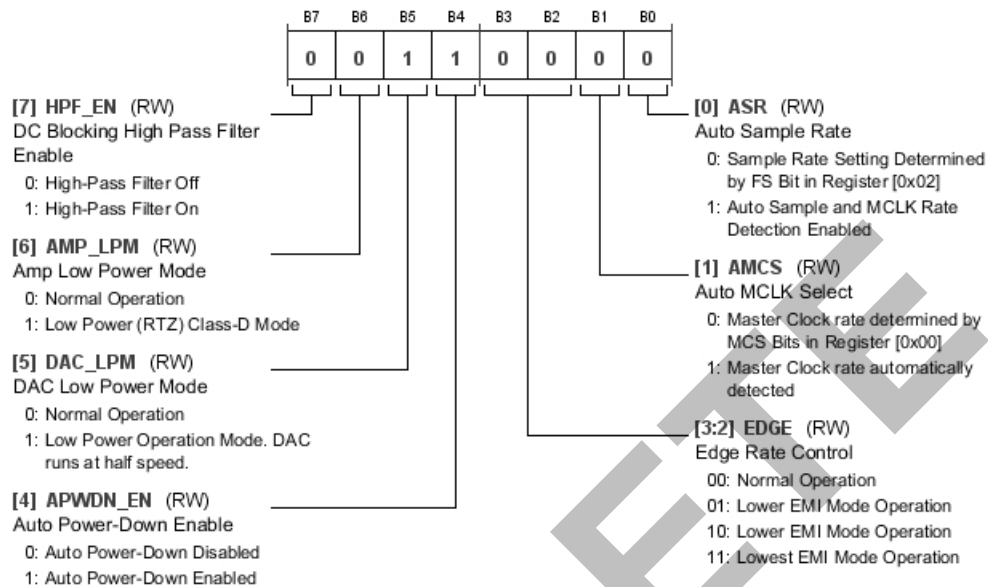 B7 B6 B5 B4 B3 B2 B1 B0
0 0 1 1 0 0 0 0
[7] HPF_EN (RW)
DC Blocking High Pass Filter
Enable
0: High-Pass Filter Off
1: High-Pass Filter On
[6] AMP_LPM (RW)
Amp Low Power Mode
0: Normal Operation
1: Low Power (RTZ) Class-D Mode
[5] DAC_LPM (RW)
DAC Low Power Mode
0: Normal Operation
1: Low Power Operation Mode. DAC
runs at half speed.
[4] APWDN_EN (RW)
Auto Power-Down Enable
0: Auto Power-Down Disabled
1: Auto Power-Down Enabled
[0] ASR (RW)
Auto Sample Rate
0: Sample Rate Setting Determined
by FS Bit in Register [0x02]
1: Auto Sample and MCLK Rate
Detection Enabled
[1] AMCS (RW)
Auto MCLK Select
0: Master Clock rate determined by
MCS Bits in Register [0x00]
1: Master Clock rate automatically
detected
[3:2] EDGE (RW)
Edge Rate Control
00: Normal Operation
01: Lower EMI Mode Operation
10: Lower EMI Mode Operation
11: Lowest EMI Mode Operation
ETE